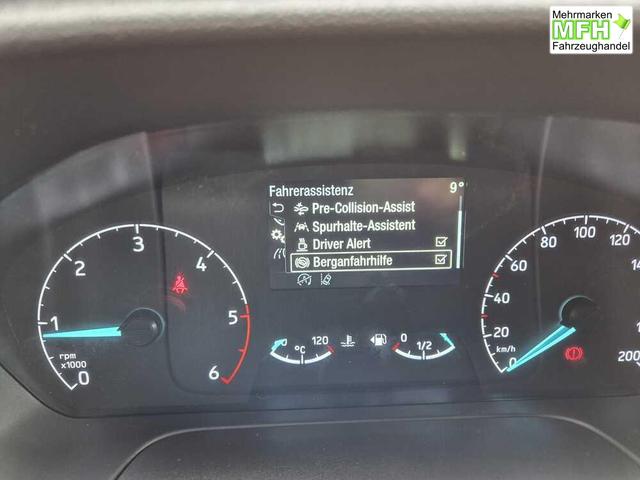 Mehrmarken
MFH
Fahrzeughandel
Fahrerassistenz 9°
Pre-Collision-Assist
Spurhalte-Assistent
Driver Alert
Berganfahrhilfe
0 1 2 3 4 5 6
rpm
x1000
0 120
°C
0 1/2
0 20 40 60 80 100 120
200
km/h